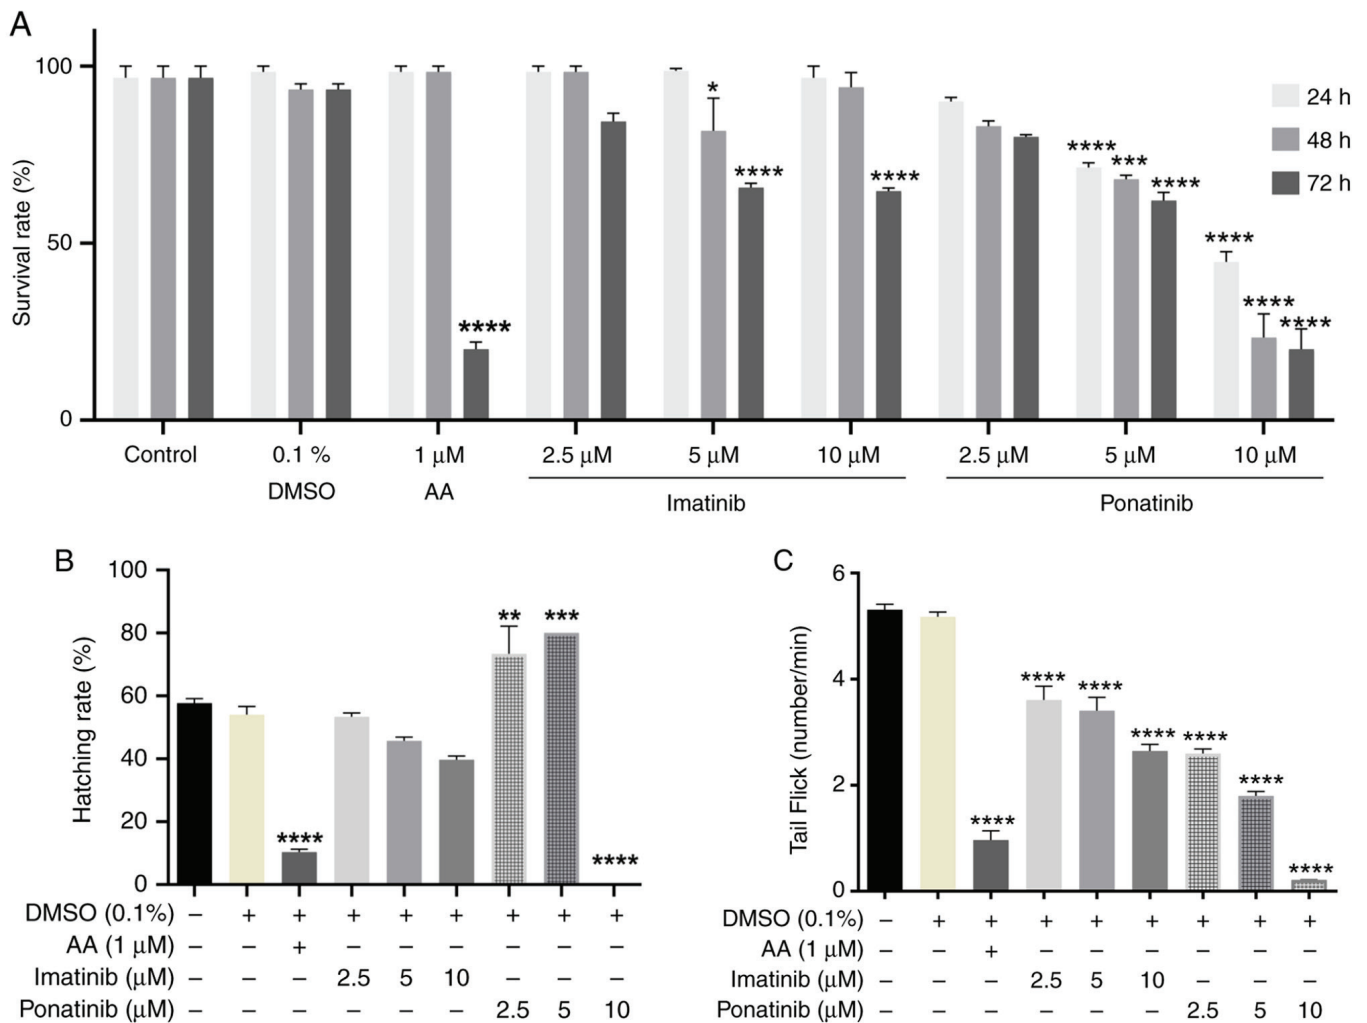 A
100
50
0
Survival rate (%)
24 h
48 h
72 h
****
*
****
****
****
***
****
****
****
****
Control
0.1 %
DMSO
1 µM
AA
2.5 µM
5 µM
10 µM
Imatinib
2.5 µM
5 µM
10 µM
Ponatinib
B
100
80
60
40
20
0
Hatching rate (%)
****
**
***
****
DMSO (0.1%) – + + + + + + + +
AA (1 µM) – – + – – – – – –
Imatinib (µM) – – – 2.5 5 10 – – –
Ponatinib (µM) – – – – – – 2.5 5 10
C
6
4
2
0
Tail Flick (number/min)
****
****
****
****
****
****
****
DMSO (0.1%) – + + + + + + + +
AA (1 µM) – – + – – – – – –
Imatinib (µM) – – – 2.5 5 10 – – –
Ponatinib (µM) – – – – – – 2.5 5 10